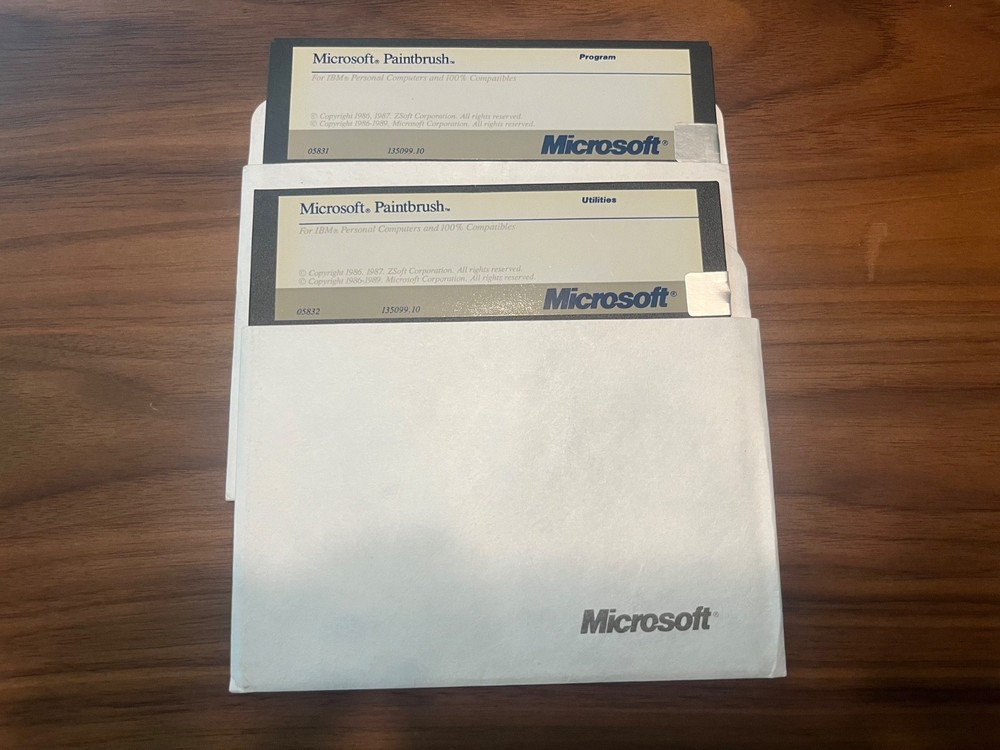 Microsoft® Paintbrush™ Program
For IBM® Personal Computers and 100% Compatibles
© Copyright 1986, 1987. ZSoft Corporation. All rights reserved.
© Copyright 1986-1989. Microsoft Corporation. All rights reserved.
05831 135099.10 Microsoft®
Microsoft® Paintbrush™ Utilities
For IBM® Personal Computers and 100% Compatibles
© Copyright 1986, 1987. ZSoft Corporation. All rights reserved.
© Copyright 1986-1989. Microsoft Corporation. All rights reserved.
05832 135099.10 Microsoft®
Microsoft®